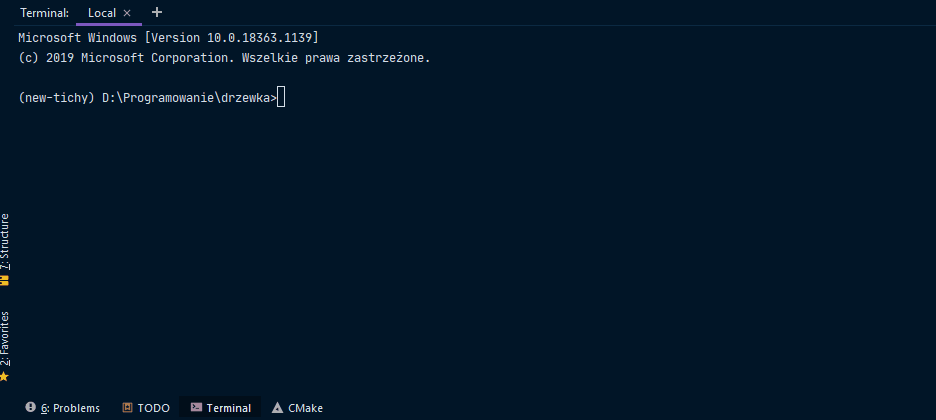 Terminal: Local × +
Microsoft Windows [Version 10.0.18363.1139]
(c) 2019 Microsoft Corporation. Wszelkie prawa zastrzeżone.
(new-tichy) D:\Programowanie\drzewka>
7: Structure
2: Favorites
6: Problems TODO Terminal CMake